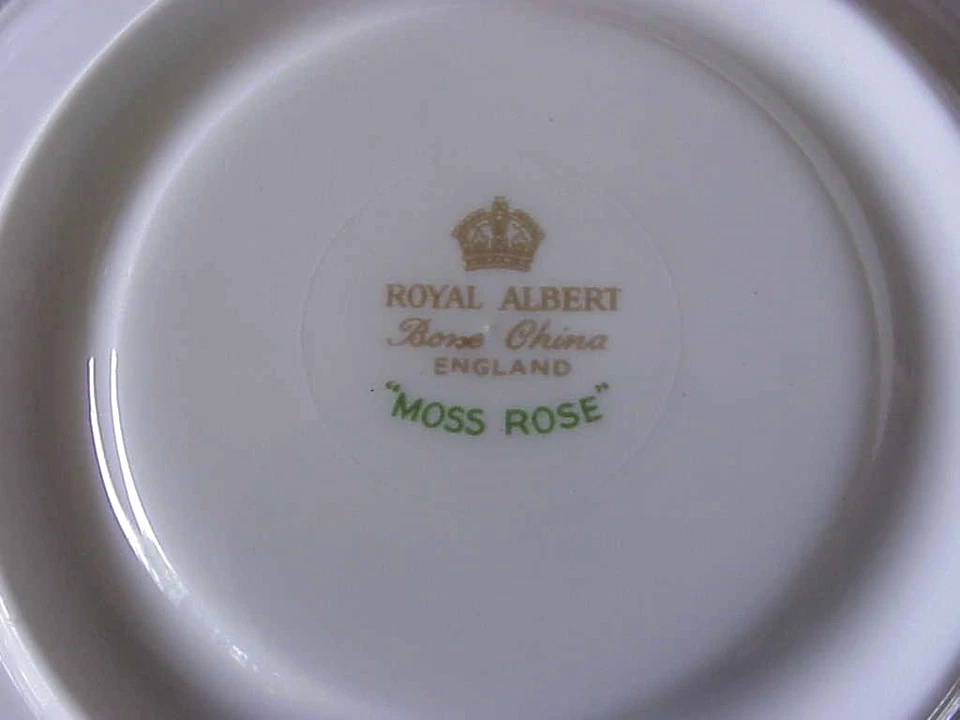 ROYAL ALBERT
Bone China
ENGLAND
"MOSS ROSE"